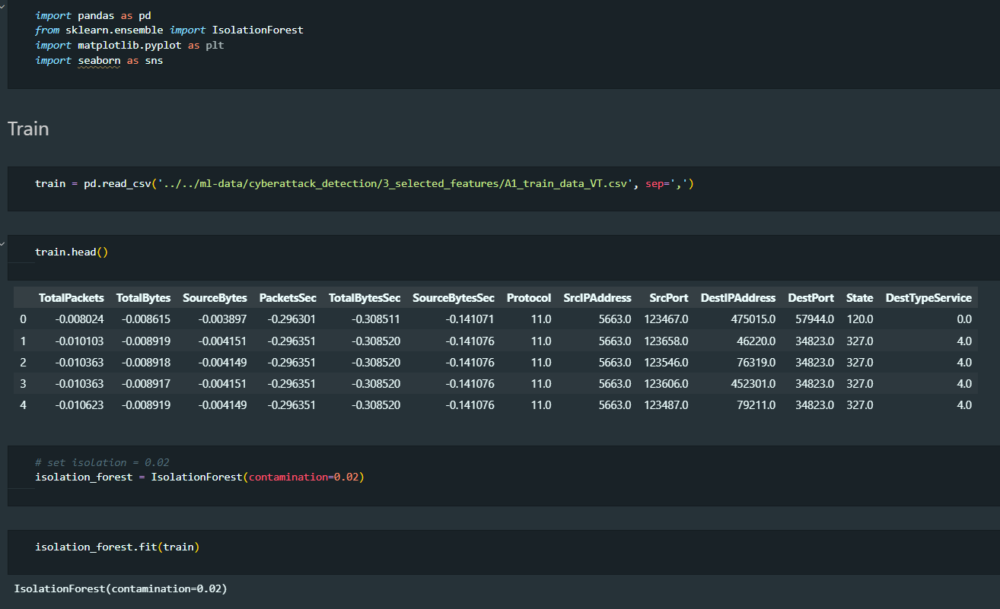 import pandas as pd
from sklearn.ensemble import IsolationForest
import matplotlib.pyplot as plt
import seaborn as sns
Train
train = pd.read_csv('../../ml-data/cyberattack_detection/3_selected_features/A1_train_data_VT.csv', sep=',')
train.head()
TotalPackets TotalBytes SourceBytes PacketsSec TotalBytesSec SourceBytesSec Protocol SrcIPAddress SrcPort DestIPAddress DestPort State DestTypeService
0 -0.008024 -0.008615 -0.003897 -0.296301 -0.308511 -0.141071 11.0 5663.0 123467.0 475015.0 57944.0 120.0 0.0
1 -0.010103 -0.008919 -0.004151 -0.296351 -0.308520 -0.141076 11.0 5663.0 123658.0 46220.0 34823.0 327.0 4.0
2 -0.010363 -0.008918 -0.004149 -0.296351 -0.308520 -0.141076 11.0 5663.0 123546.0 76319.0 34823.0 327.0 4.0
3 -0.010363 -0.008917 -0.004151 -0.296351 -0.308520 -0.141076 11.0 5663.0 123606.0 452301.0 34823.0 327.0 4.0
4 -0.010623 -0.008919 -0.004149 -0.296351 -0.308520 -0.141076 11.0 5663.0 123487.0 79211.0 34823.0 327.0 4.0
# set isolation = 0.02
isolation_forest = IsolationForest(contamination=0.02)
isolation_forest.fit(train)
IsolationForest(contamination=0.02)